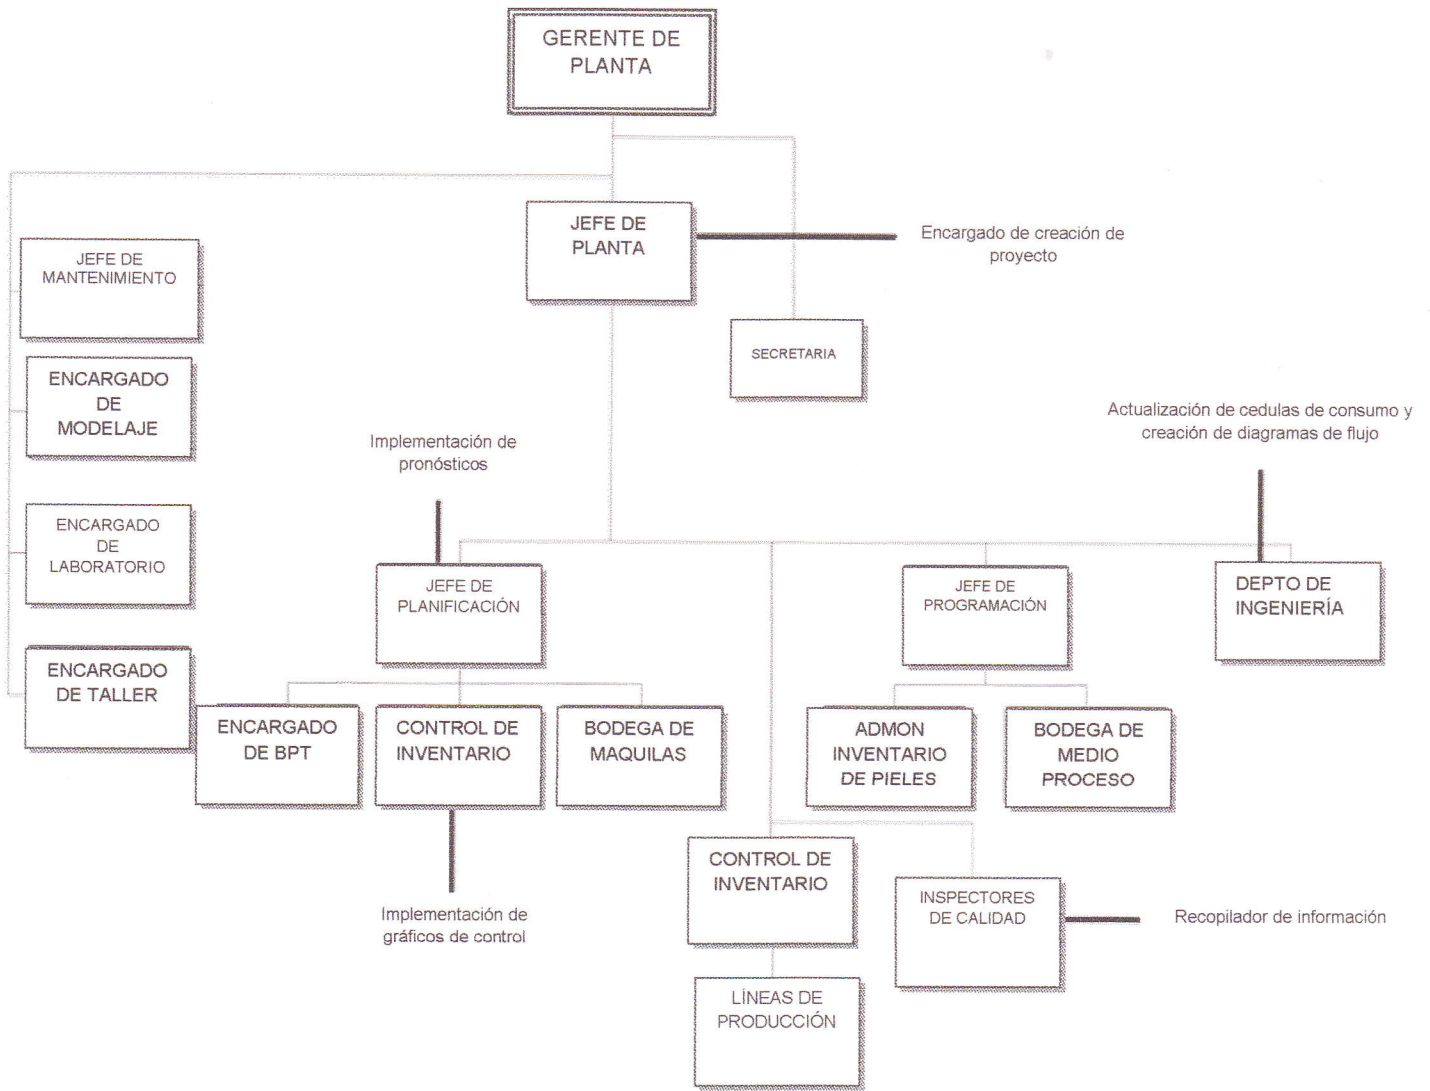 GERENTE DE
PLANTA
JEFE DE
PLANTA
Encargado de creación de
proyecto
JEFE DE
MANTENIMIENTO
SECRETARIA
ENCARGADO
DE
MODELAJE
Actualización de cedulas de consumo y
creación de diagramas de flujo
Implementación de
pronósticos
ENCARGADO
DE
LABORATORIO
JEFE DE
PLANIFICACIÓN
JEFE DE
PROGRAMACIÓN
DEPTO DE
INGENIERÍA
ENCARGADO
DE TALLER
ENCARGADO
DE BPT
CONTROL DE
INVENTARIO
BODEGA DE
MAQUILAS
ADMON
INVENTARIO
DE PIELES
BODEGA DE
MEDIO
PROCESO
CONTROL DE
INVENTARIO
INSPECTORES
DE CALIDAD
Recopilador de información
Implementación de
gráficos de control
LÍNEAS DE
PRODUCCIÓN